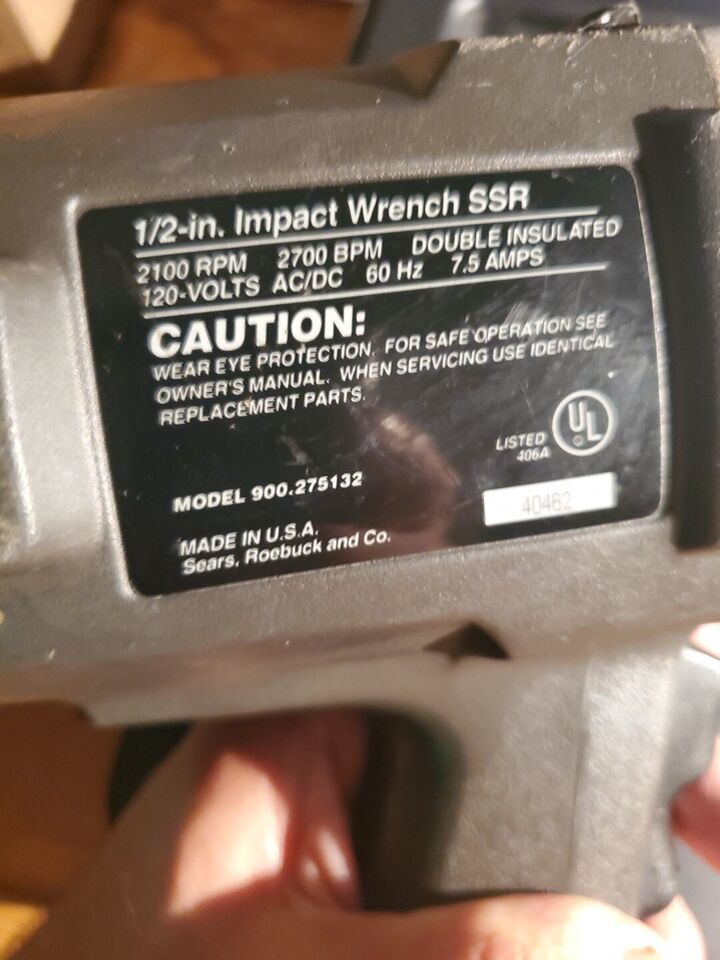 1/2-in. Impact Wrench SSR
2100 RPM 2700 BPM DOUBLE INSULATED
120-VOLTS AC/DC 60 Hz 7.5 AMPS
CAUTION:
WEAR EYE PROTECTION. FOR SAFE OPERATION SEE
OWNER'S MANUAL. WHEN SERVICING USE IDENTICAL
REPLACEMENT PARTS.
UL
LISTED
406A
MODEL 900.275132
40462
MADE IN U.S.A.
Sears, Roebuck and Co.